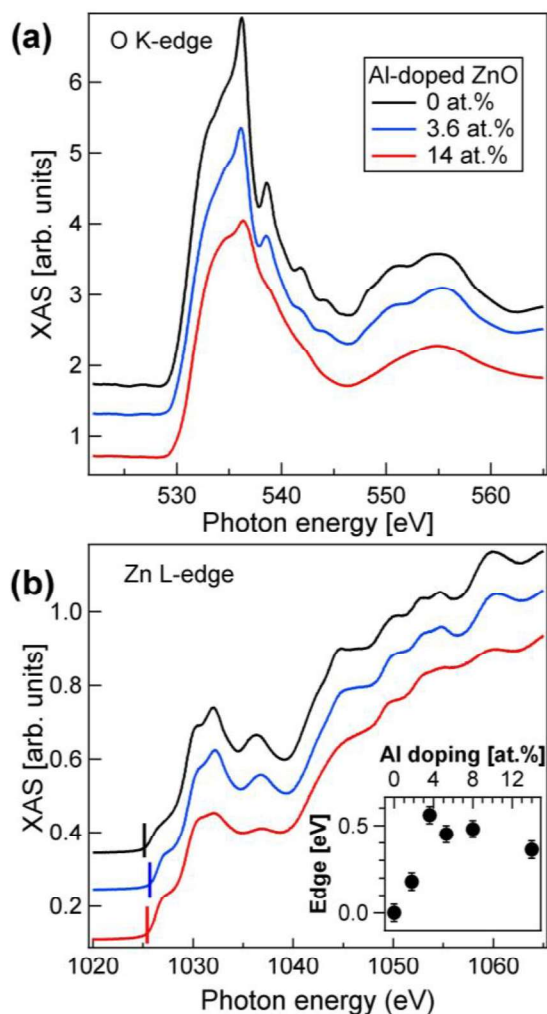 (a)
O K-edge
Al-doped ZnO
0 at.%
3.6 at.%
14 at.%
XAS [arb. units]
6
5
4
3
2
1
530
540
550
560
Photon energy [eV]
(b)
Zn L-edge
XAS [arb. units]
1.0
0.8
0.6
0.4
0.2
Al doping [at.%]
0
4
8
12
Edge [eV]
0.5
0.0
1020
1030
1040
1050
1060
Photon energy (eV)